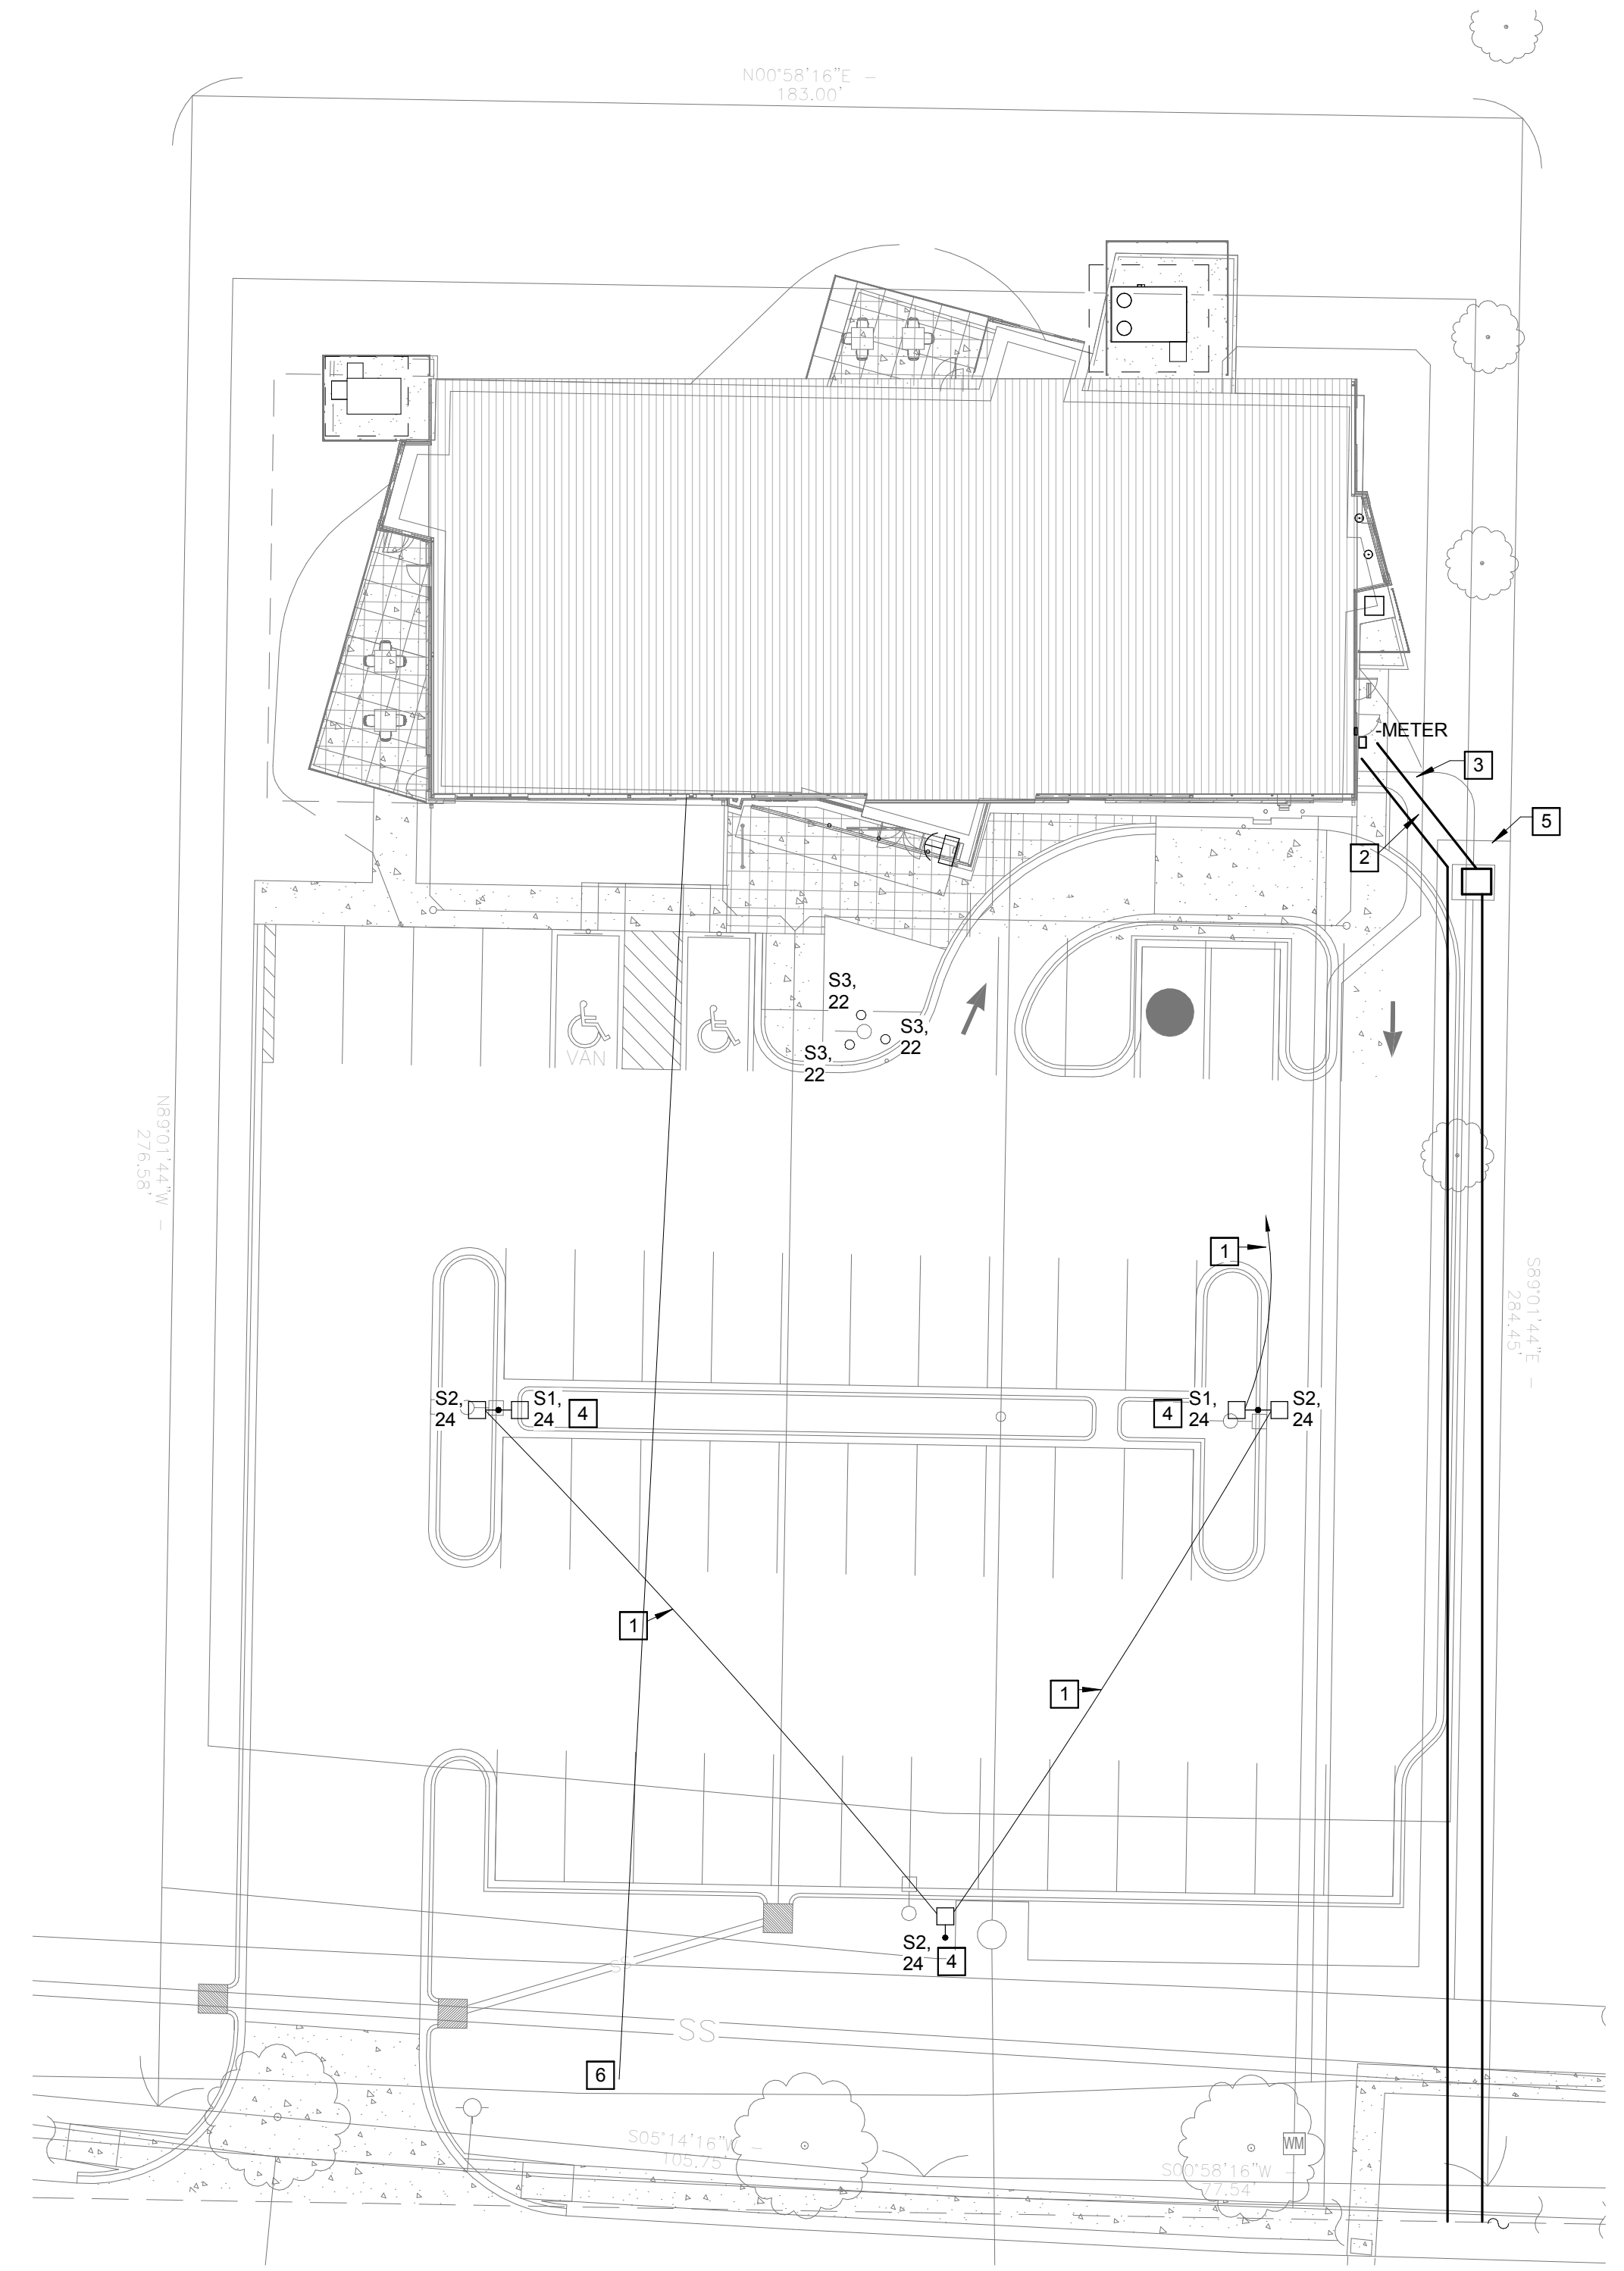 N00°58'16"E -
183.00'
-METER
3
5
2
S3,
22
S3,
22
S3,
22
VAN
N89°01'44"W -
276.58'
1
S89°01'44"E -
284.45'
S2,
24
S1,
24
4
4
S1,
24
S2,
24
1
1
S2,
24
4
SS
SS
6
S05°14'16"W -
105.75'
WM
S00°58'16"W -
77.54'